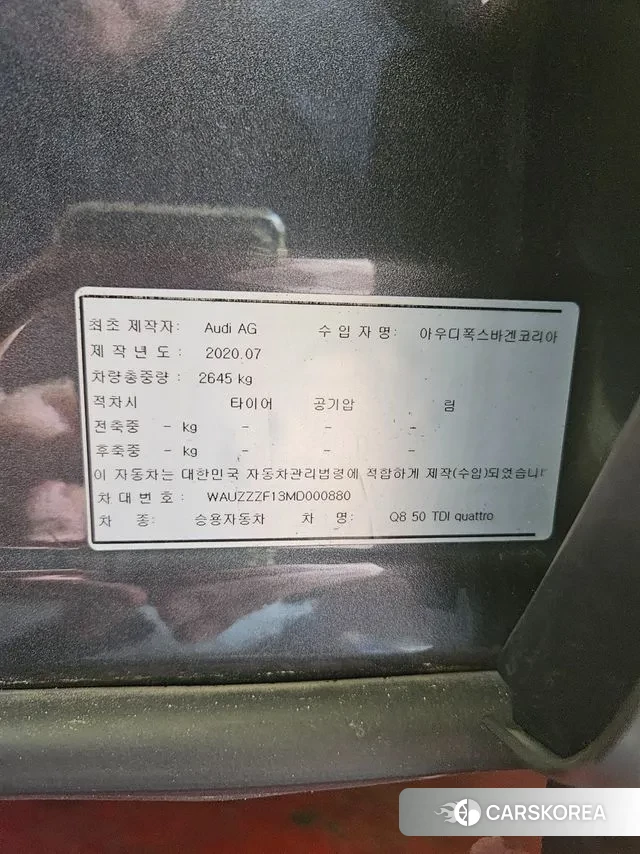 최초 제작자: Audi AG 수 입 자 명: 아우디폭스바겐코리아
제 작 년 도 : 2020.07
차량총중량 : 2645 kg
적차시 타이어 공기압 림
전축중 - kg - - -
후축중 - kg - - -
이 자동차는 대한민국 자동차관리법령에 적합하게 제작(수입)되었습니
차 대 번 호 : WAUZZZF13MD000880
차 종: 승용자동차 차 명: Q8 50 TDI quattro
CARSKOREA